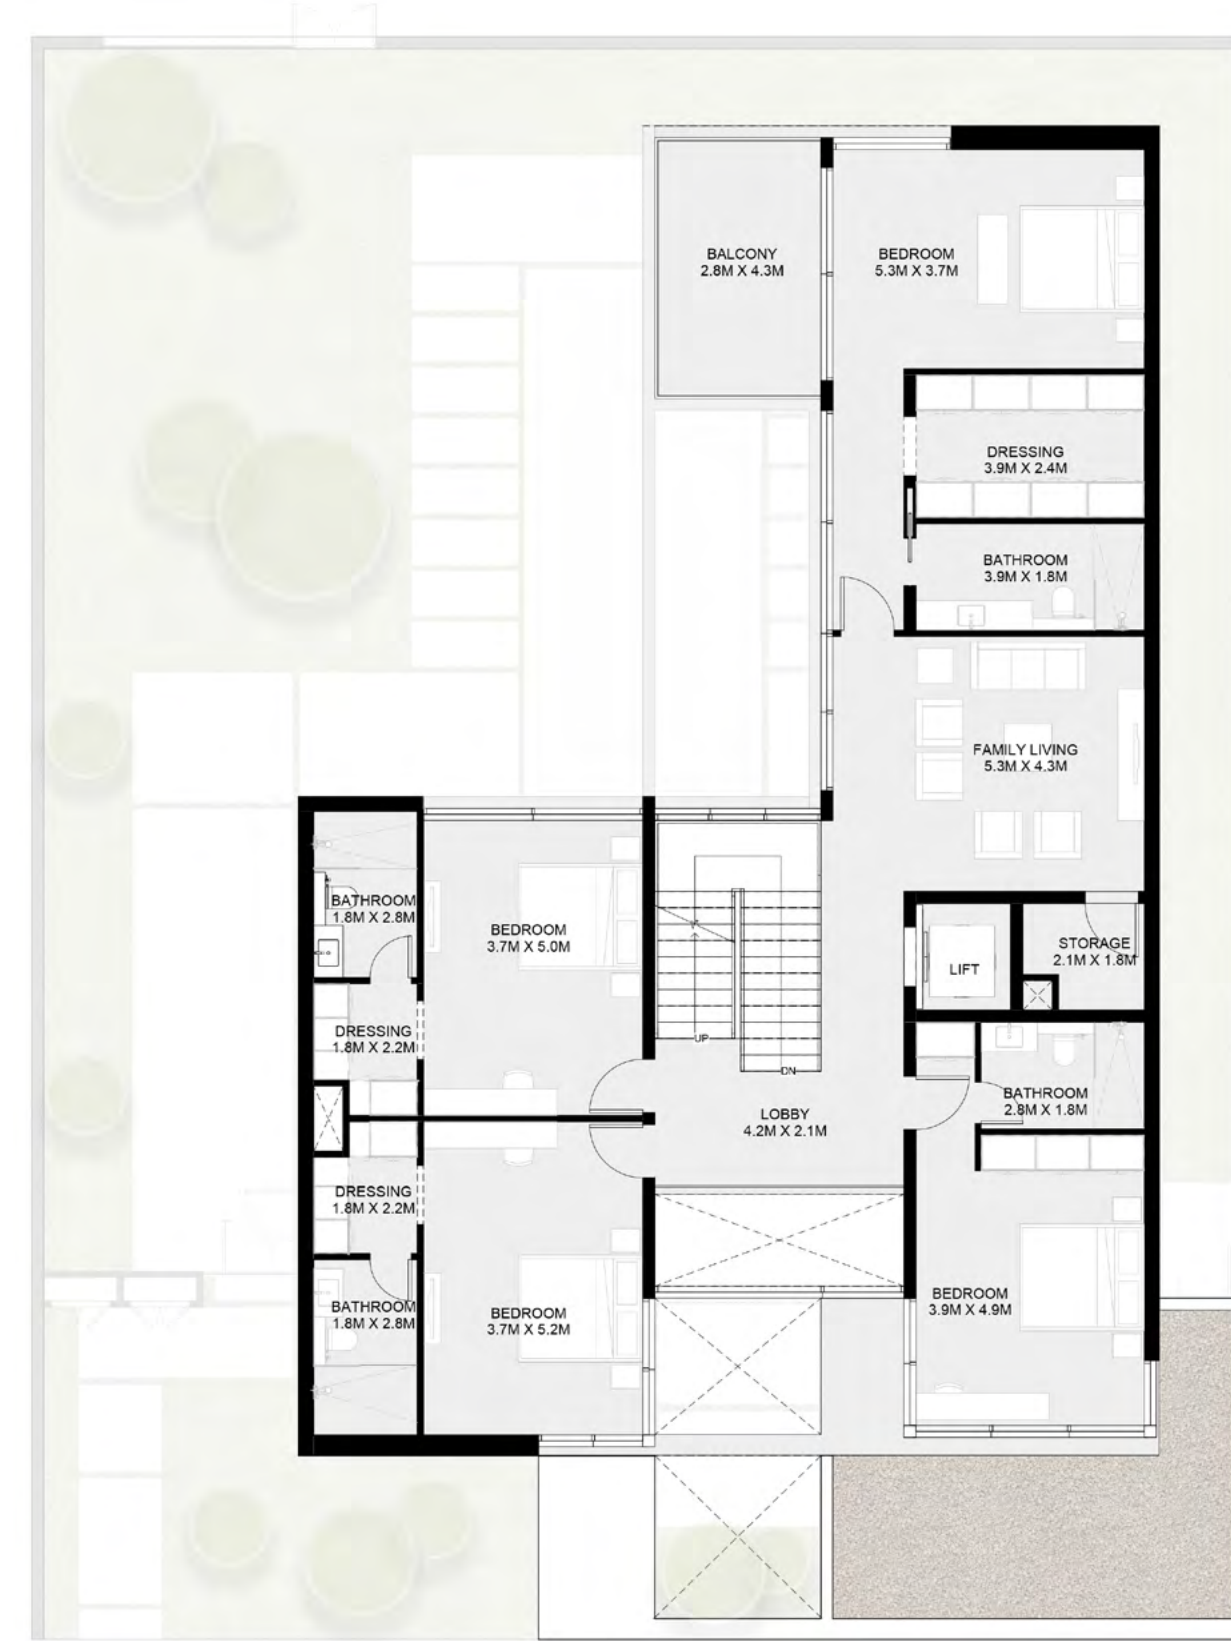 BALCONY
2.8M X 4.3M
BEDROOM
5.3M X 3.7M
DRESSING
3.9M X 2.4M
BATHROOM
3.9M X 1.8M
FAMILY LIVING
5.3M X 4.3M
BATHROOM
1.8M X 2.8M
BEDROOM
3.7M X 5.0M
STORAGE
2.1M X 1.8M
LIFT
DRESSING
1.8M X 2.2M
UP
DN
BATHROOM
2.8M X 1.8M
LOBBY
4.2M X 2.1M
DRESSING
1.8M X 2.2M
BATHROOM
1.8M X 2.8M
BEDROOM
3.7M X 5.2M
BEDROOM
3.9M X 4.9M